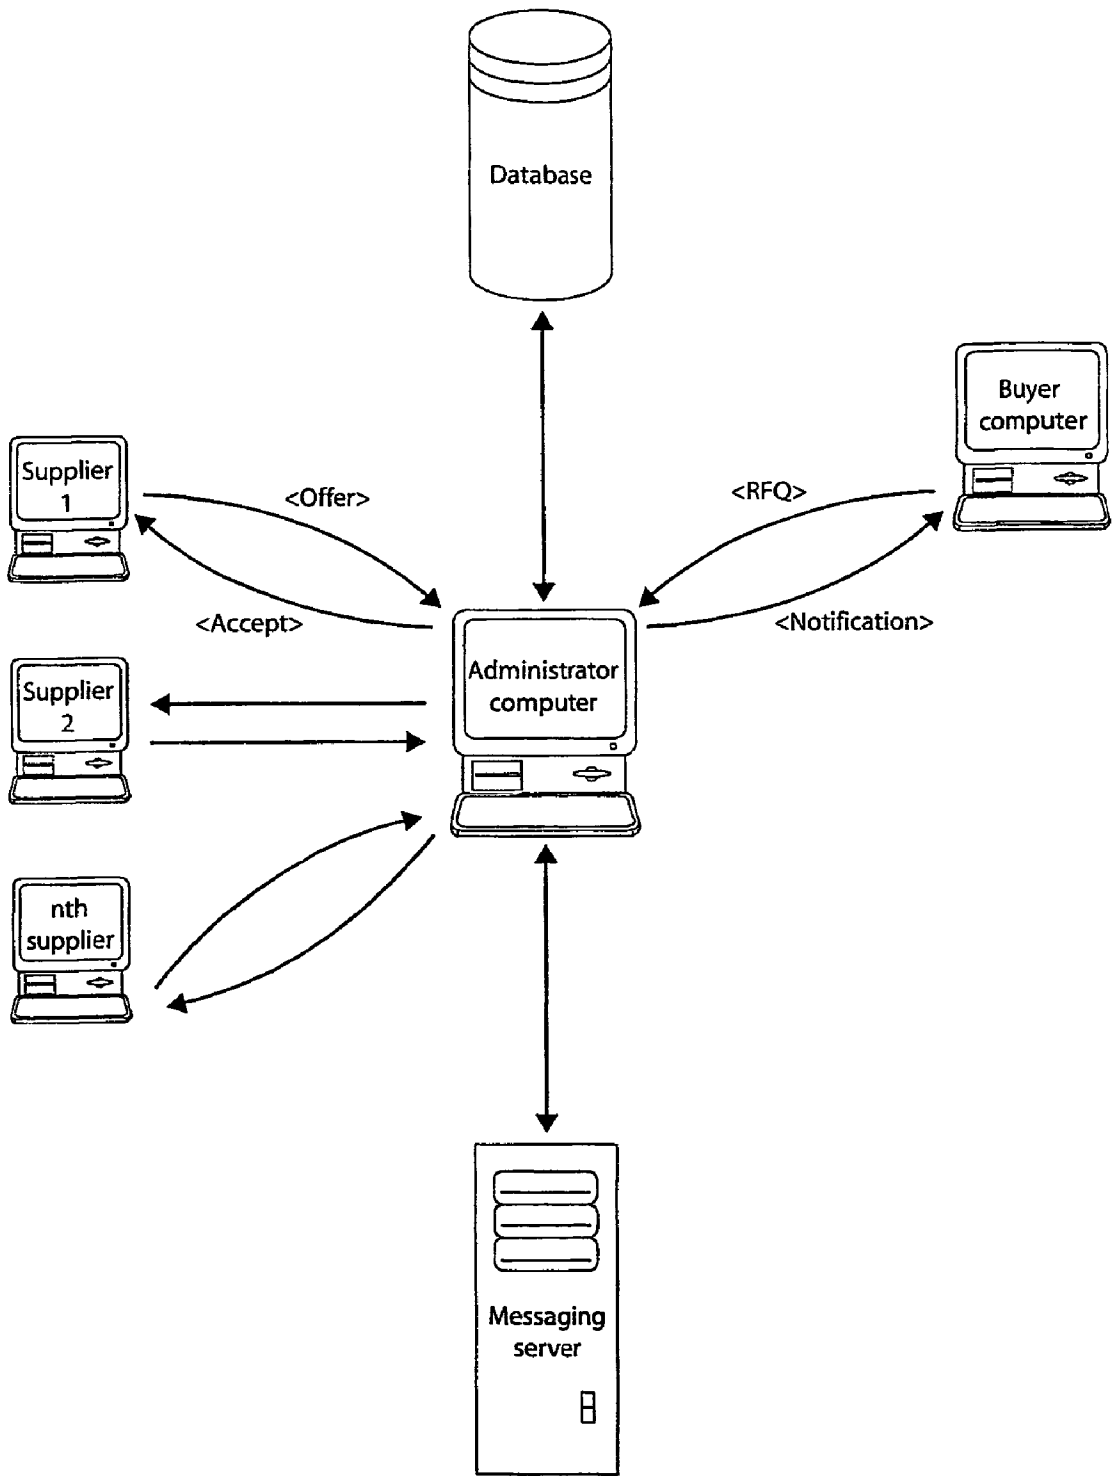 Database
Buyer
computer
Supplier
1
<Offer>
<RFQ>
<Accept>
<Notification>
Administrator
computer
Supplier
2
nth
supplier
Messaging
server